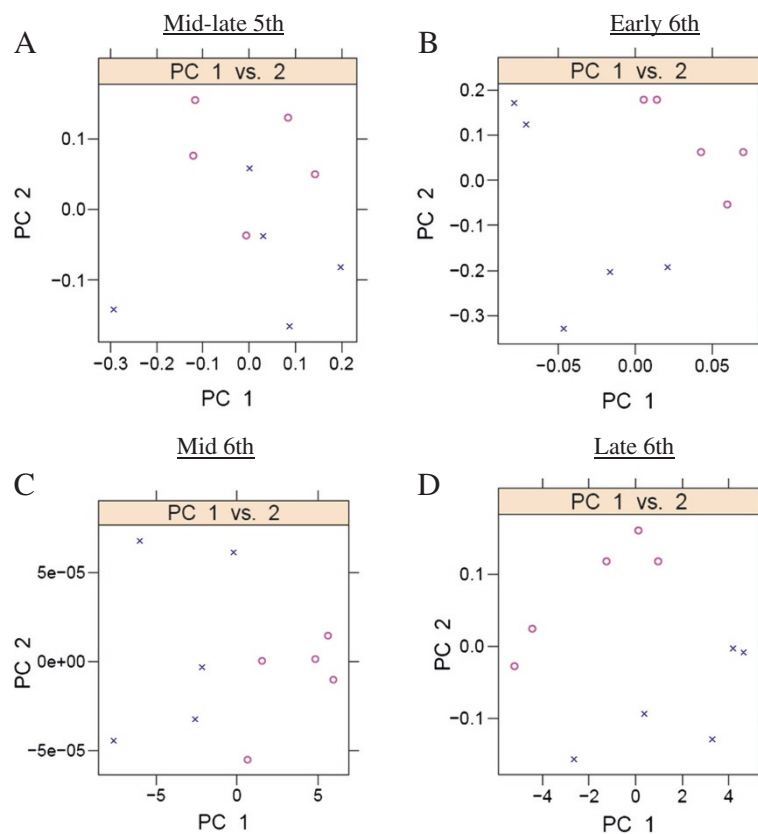 A
Mid-late 5th
PC 1 vs. 2
0.1
0.0
−0.1
PC 2
−0.3 −0.2 −0.1 0.0 0.1 0.2
PC 1
B
Early 6th
PC 1 vs. 2
0.2
0.1
0.0
−0.1
−0.2
−0.3
PC 2
−0.05 0.00 0.05
PC 1
C
Mid 6th
PC 1 vs. 2
5e−05
0e+00
−5e−05
PC 2
−5 0 5
PC 1
D
Late 6th
PC 1 vs. 2
0.1
0.0
−0.1
PC 2
−4 −2 0 2 4
PC 1